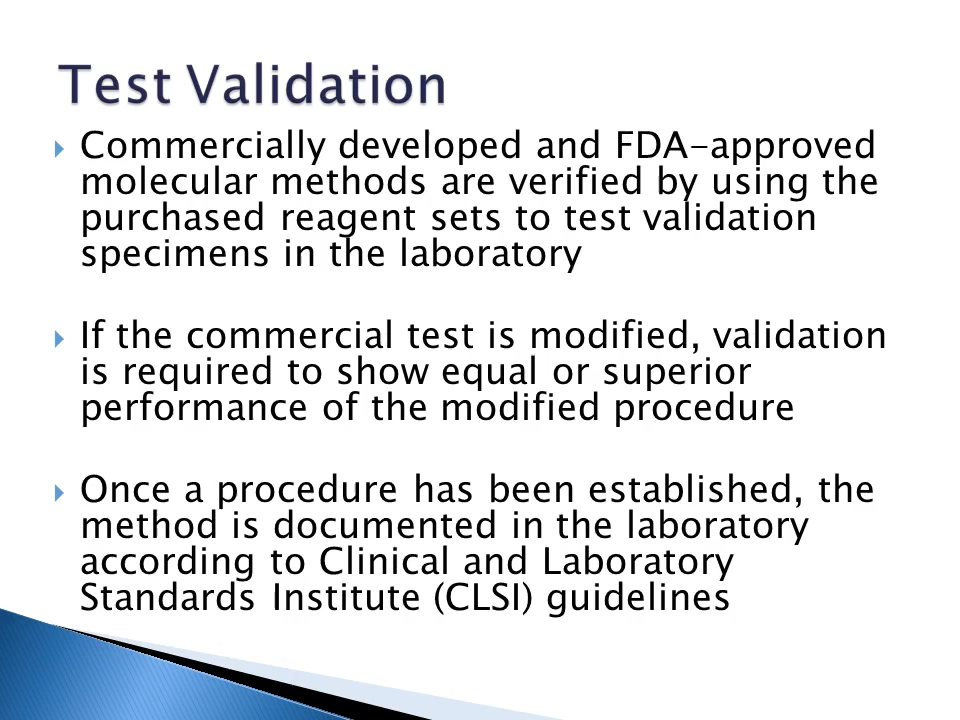 Test Validation
Commercially developed and FDA-approved
molecular methods are verified by using the
purchased reagent sets to test validation
specimens in the laboratory
If the commercial test is modified, validation
is required to show equal or superior
performance of the modified procedure
Once a procedure has been established, the
method is documented in the laboratory
according to Clinical and Laboratory
Standards Institute (CLSI) guidelines